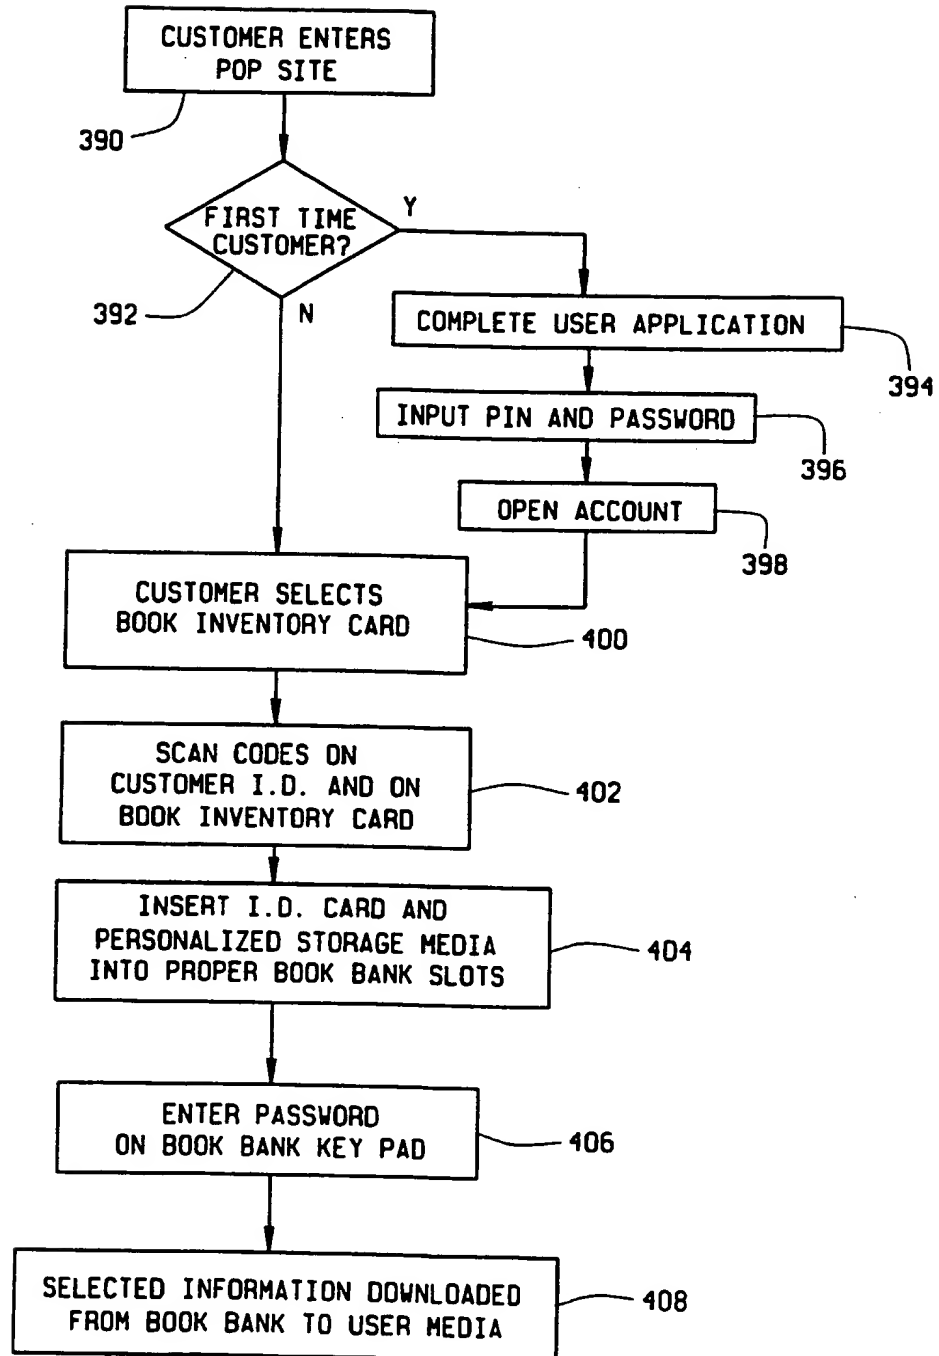 CUSTOMER ENTERS
POP SITE
390
FIRST TIME
CUSTOMER?
Y
392
N
COMPLETE USER APPLICATION
394
INPUT PIN AND PASSWORD
396
OPEN ACCOUNT
398
CUSTOMER SELECTS
BOOK INVENTORY CARD
400
SCAN CODES ON
CUSTOMER I.D. AND ON
BOOK INVENTORY CARD
402
INSERT I.D. CARD AND
PERSONALIZED STORAGE MEDIA
INTO PROPER BOOK BANK SLOTS
404
ENTER PASSWORD
ON BOOK BANK KEY PAD
406
SELECTED INFORMATION DOWNLOADED
FROM BOOK BANK TO USER MEDIA
408